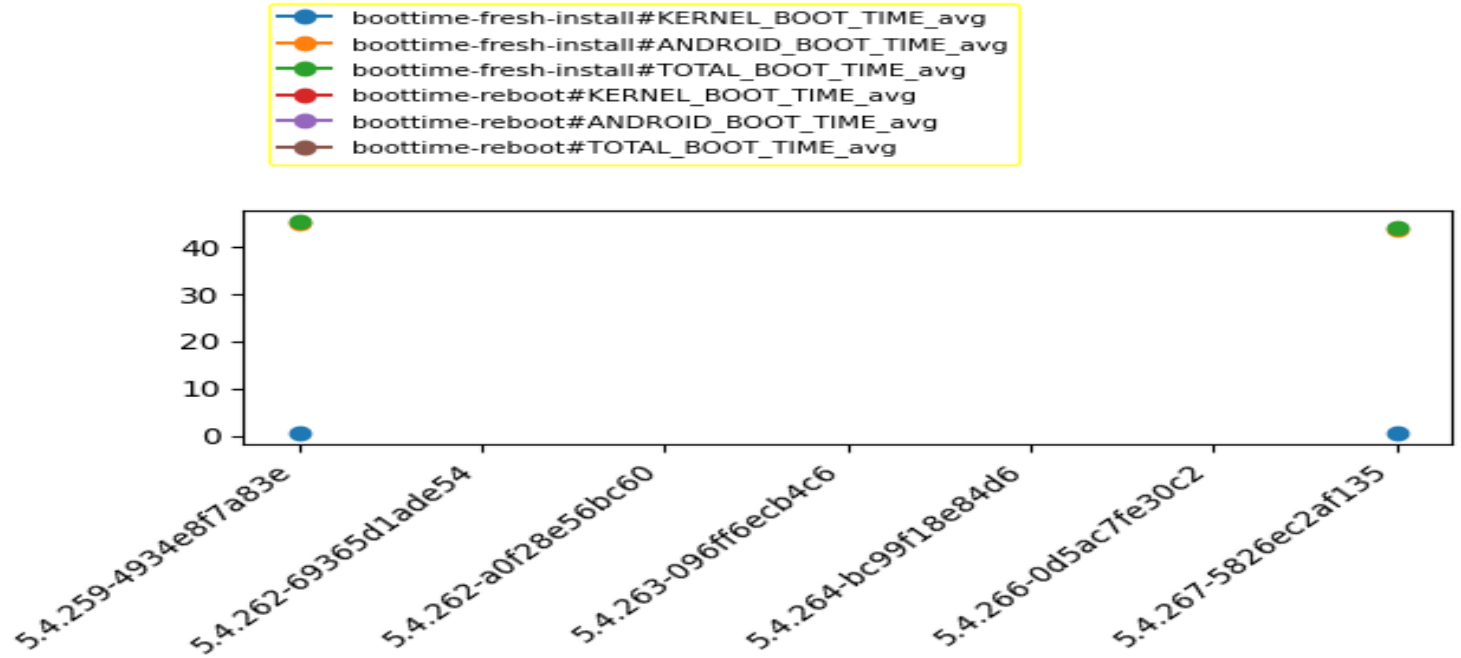 boottime-fresh-install#KERNEL_BOOT_TIME_avg
boottime-fresh-install#ANDROID_BOOT_TIME_avg
boottime-fresh-install#TOTAL_BOOT_TIME_avg
boottime-reboot#KERNEL_BOOT_TIME_avg
boottime-reboot#ANDROID_BOOT_TIME_avg
boottime-reboot#TOTAL_BOOT_TIME_avg
40
30
20
10
0
5.4.259-4934e8f7a83e
5.4.262-69365d1ade54
5.4.262-a0f28e56bc60
5.4.263-096ff6ecb4c6
5.4.264-bc99f18e84d6
5.4.266-0d5ac7fe30c2
5.4.267-5826ec2af135